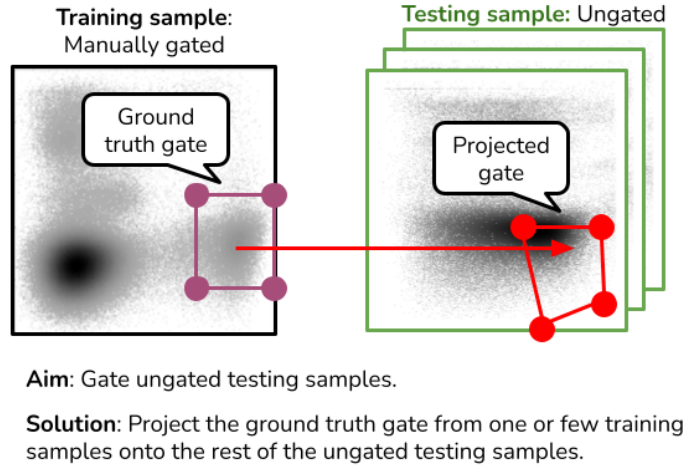 Training sample:
Manually gated
Testing sample: Ungated
Ground
truth gate
Projected
gate
Aim: Gate ungated testing samples.
Solution: Project the ground truth gate from one or few training
samples onto the rest of the ungated testing samples.